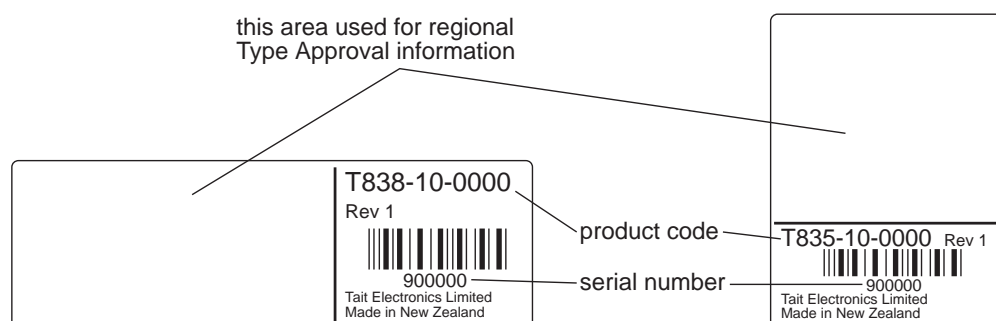 this area used for regional
Type Approval information
T838-10-0000
Rev 1
900000
Tait Electronics Limited
Made in New Zealand
product code
serial number
T835-10-0000 Rev 1
900000
Tait Electronics Limited
Made in New Zealand